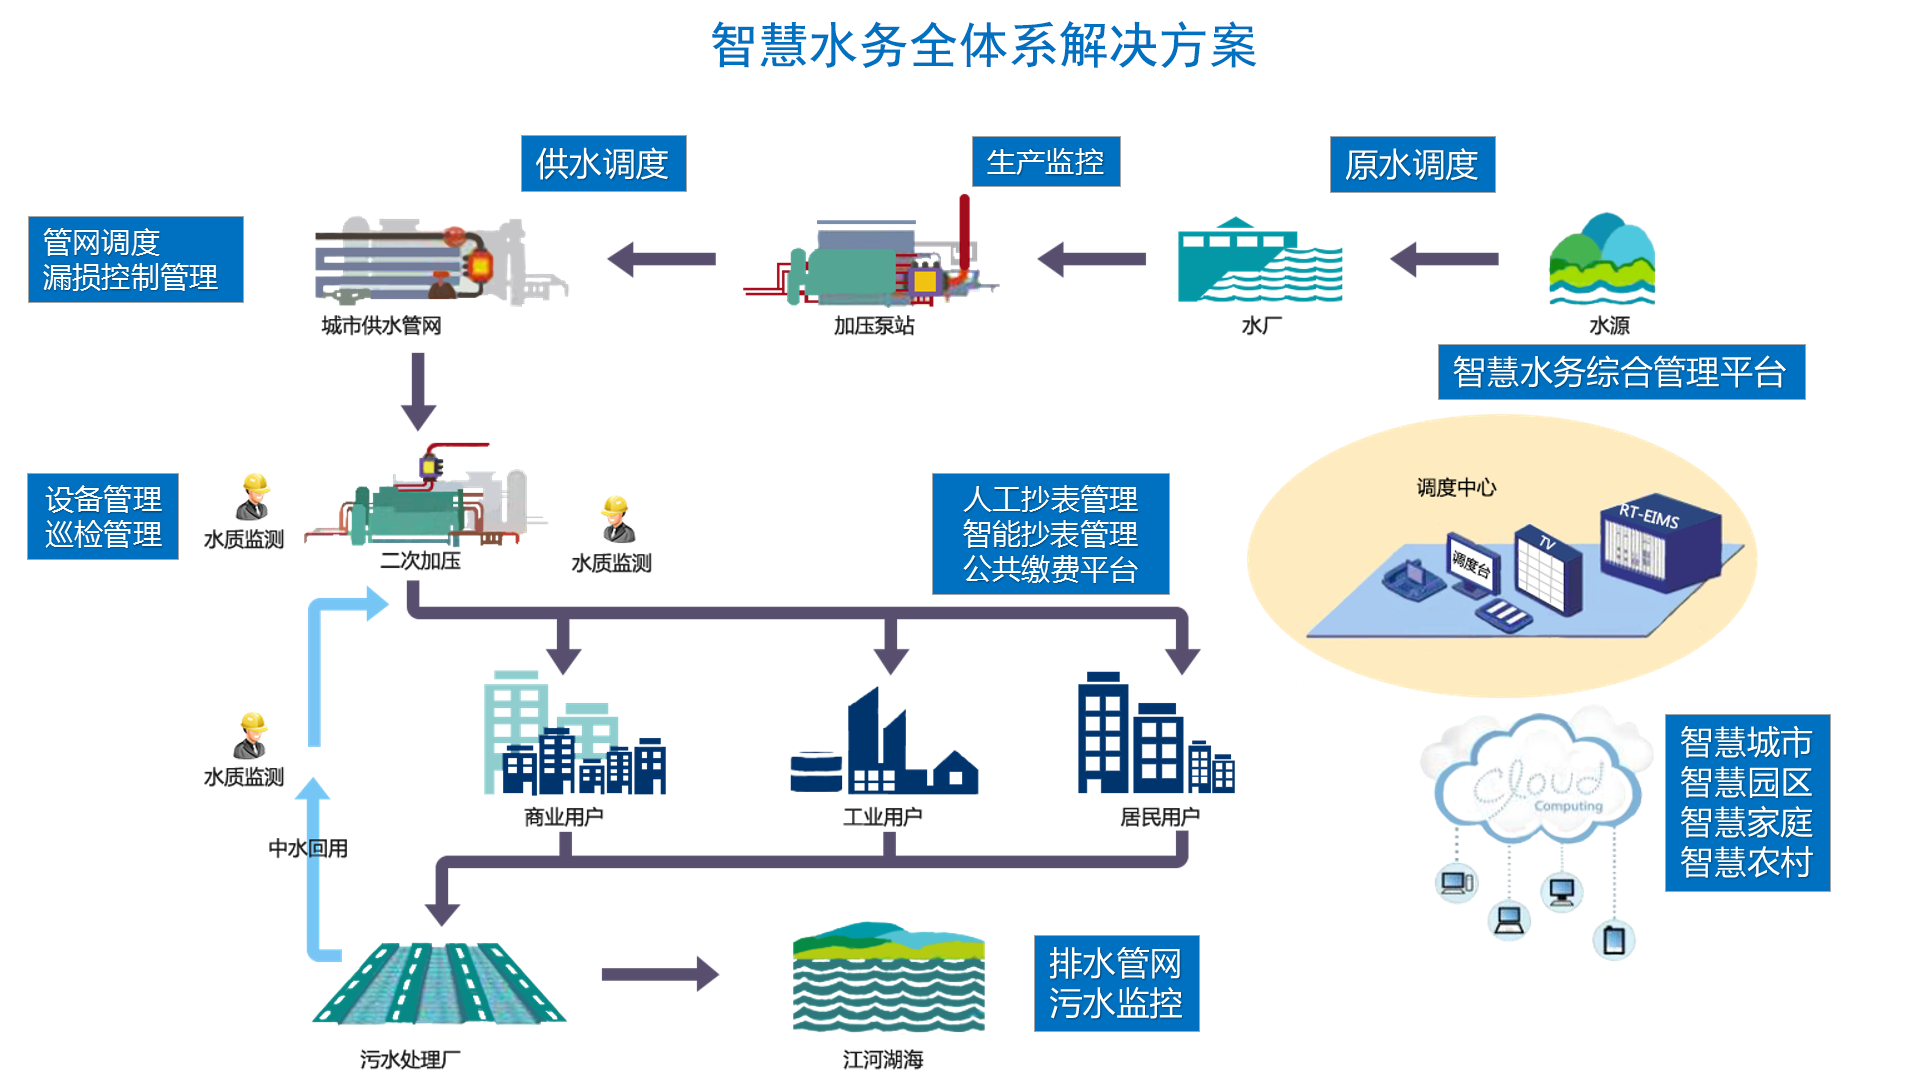 智慧水务全体系解决方案
供水调度
生产监控
原水调度
管网调度
漏损控制管理
城市供水管网
加压泵站
水厂
水源
智慧水务综合管理平台
设备管理
巡检管理
水质监测
二次加压
水质监测
人工抄表管理
智能抄表管理
公共缴费平台
调度中心
调度台
TV
RT-EIMS
水质监测
中水回用
商业用户
工业用户
居民用户
Cloud
Computing
智慧城市
智慧园区
智慧家庭
智慧农村
污水处理厂
江河湖海
排水管网
污水监控